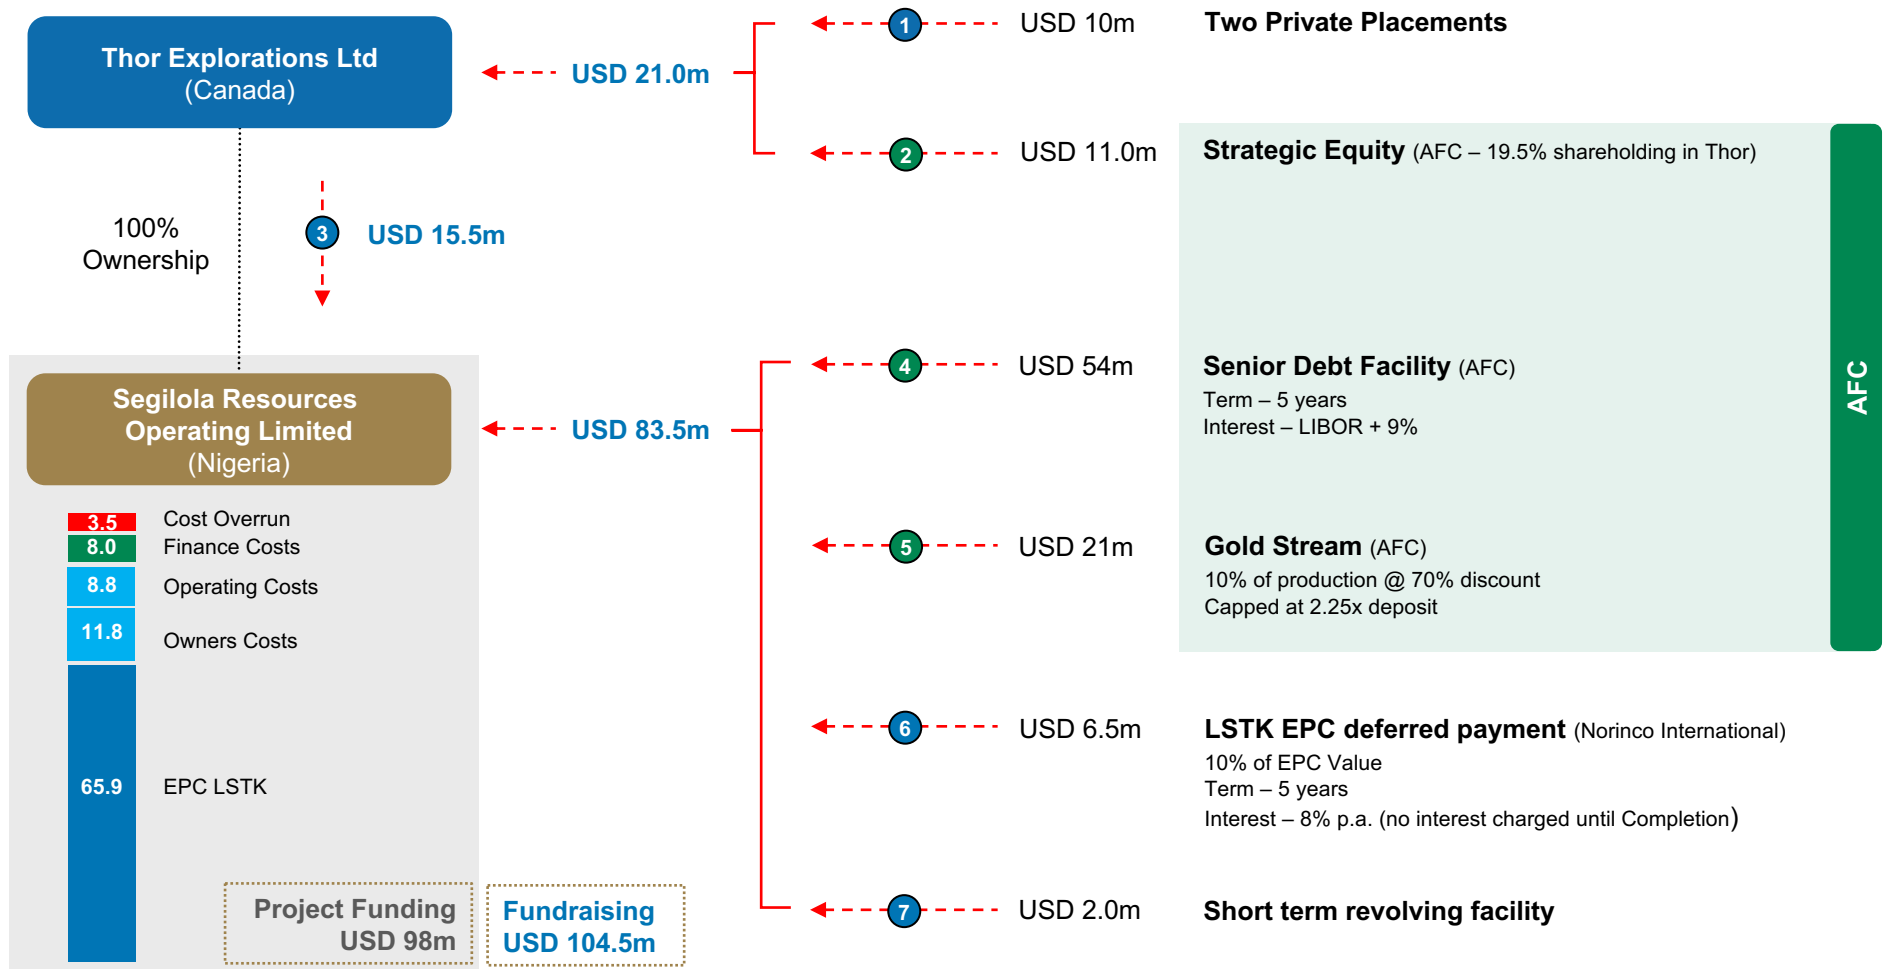 Thor Explorations Ltd
(Canada)
USD 21.0m
1
USD 10m
Two Private Placements
2
USD 11.0m
Strategic Equity (AFC – 19.5% shareholding in Thor)
100%
Ownership
3
USD 15.5m
AFC
Segilola Resources
Operating Limited
(Nigeria)
USD 83.5m
4
USD 54m
Senior Debt Facility (AFC)
Term – 5 years
Interest – LIBOR + 9%
5
USD 21m
Gold Stream (AFC)
10% of production @ 70% discount
Capped at 2.25x deposit
6
USD 6.5m
LSTK EPC deferred payment (Norinco International)
10% of EPC Value
Term – 5 years
Interest – 8% p.a. (no interest charged until Completion)
7
USD 2.0m
Short term revolving facility
3.5 Cost Overrun
8.0 Finance Costs
8.8 Operating Costs
11.8 Owners Costs
65.9 EPC LSTK
Project Funding
USD 98m
Fundraising
USD 104.5m